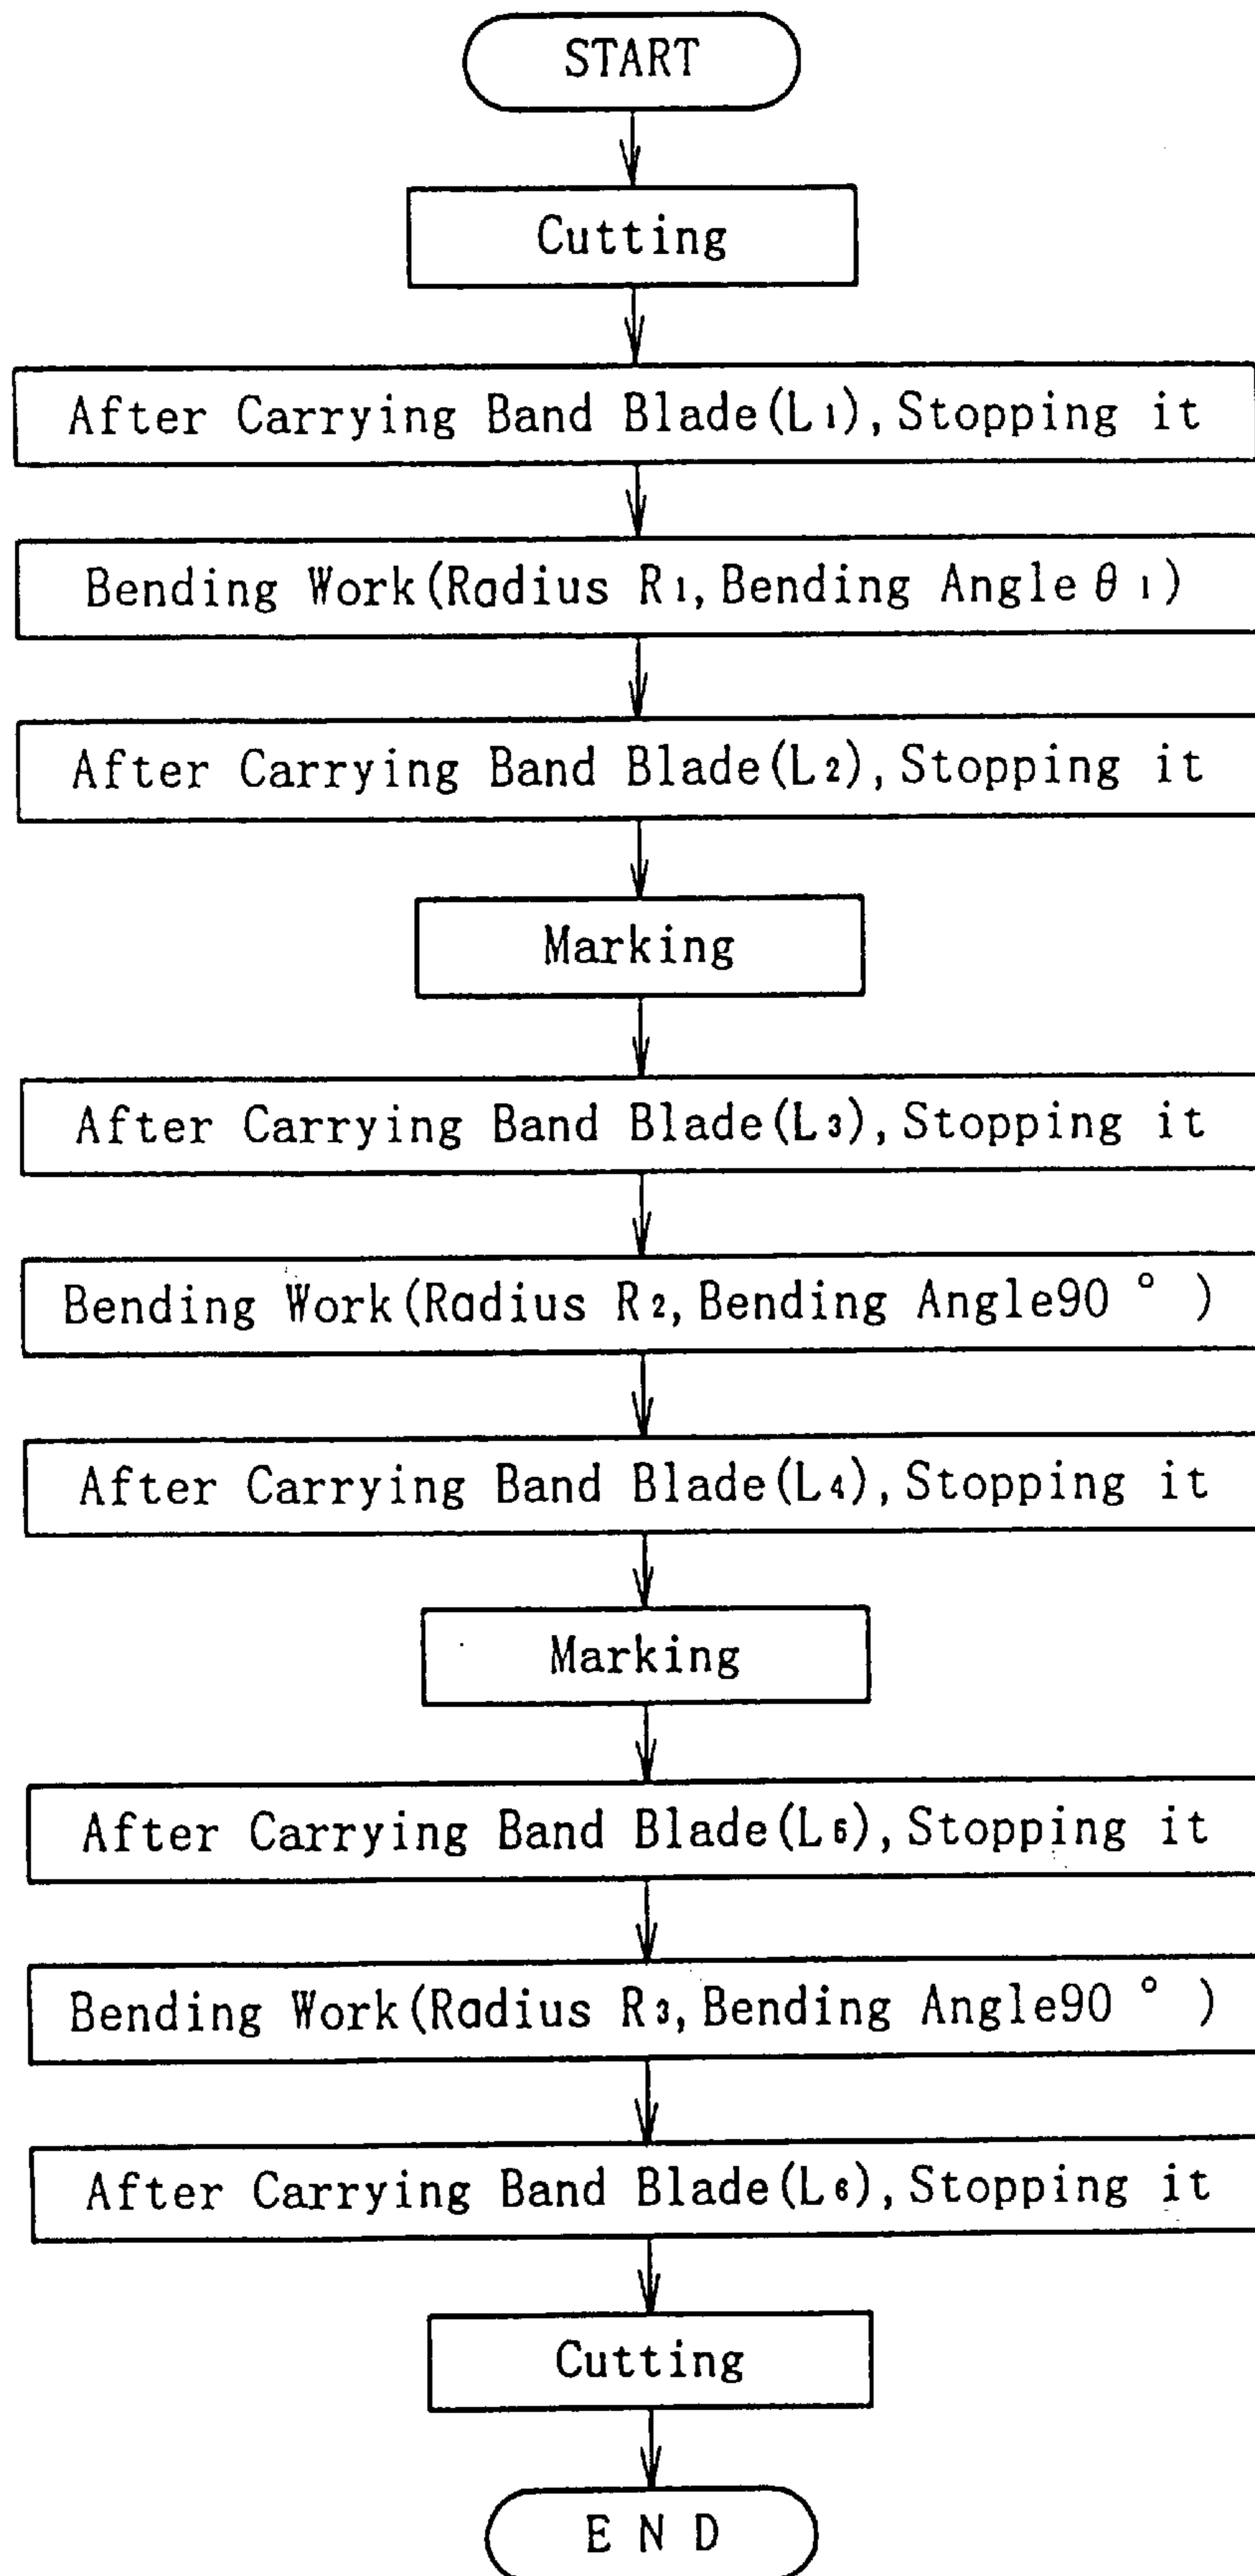 START
Cutting
After Carrying Band Blade(L1),Stopping it
Bending Work(Radius R1,Bending Angle θ1)
After Carrying Band Blade(L2),Stopping it
Marking
After Carrying Band Blade(L3),Stopping it
Bending Work(Radius R2,Bending Angle90 ° )
After Carrying Band Blade(L4),Stopping it
Marking
After Carrying Band Blade(L5),Stopping it
Bending Work(Radius R3,Bending Angle90 ° )
After Carrying Band Blade(L6),Stopping it
Cutting
E N D